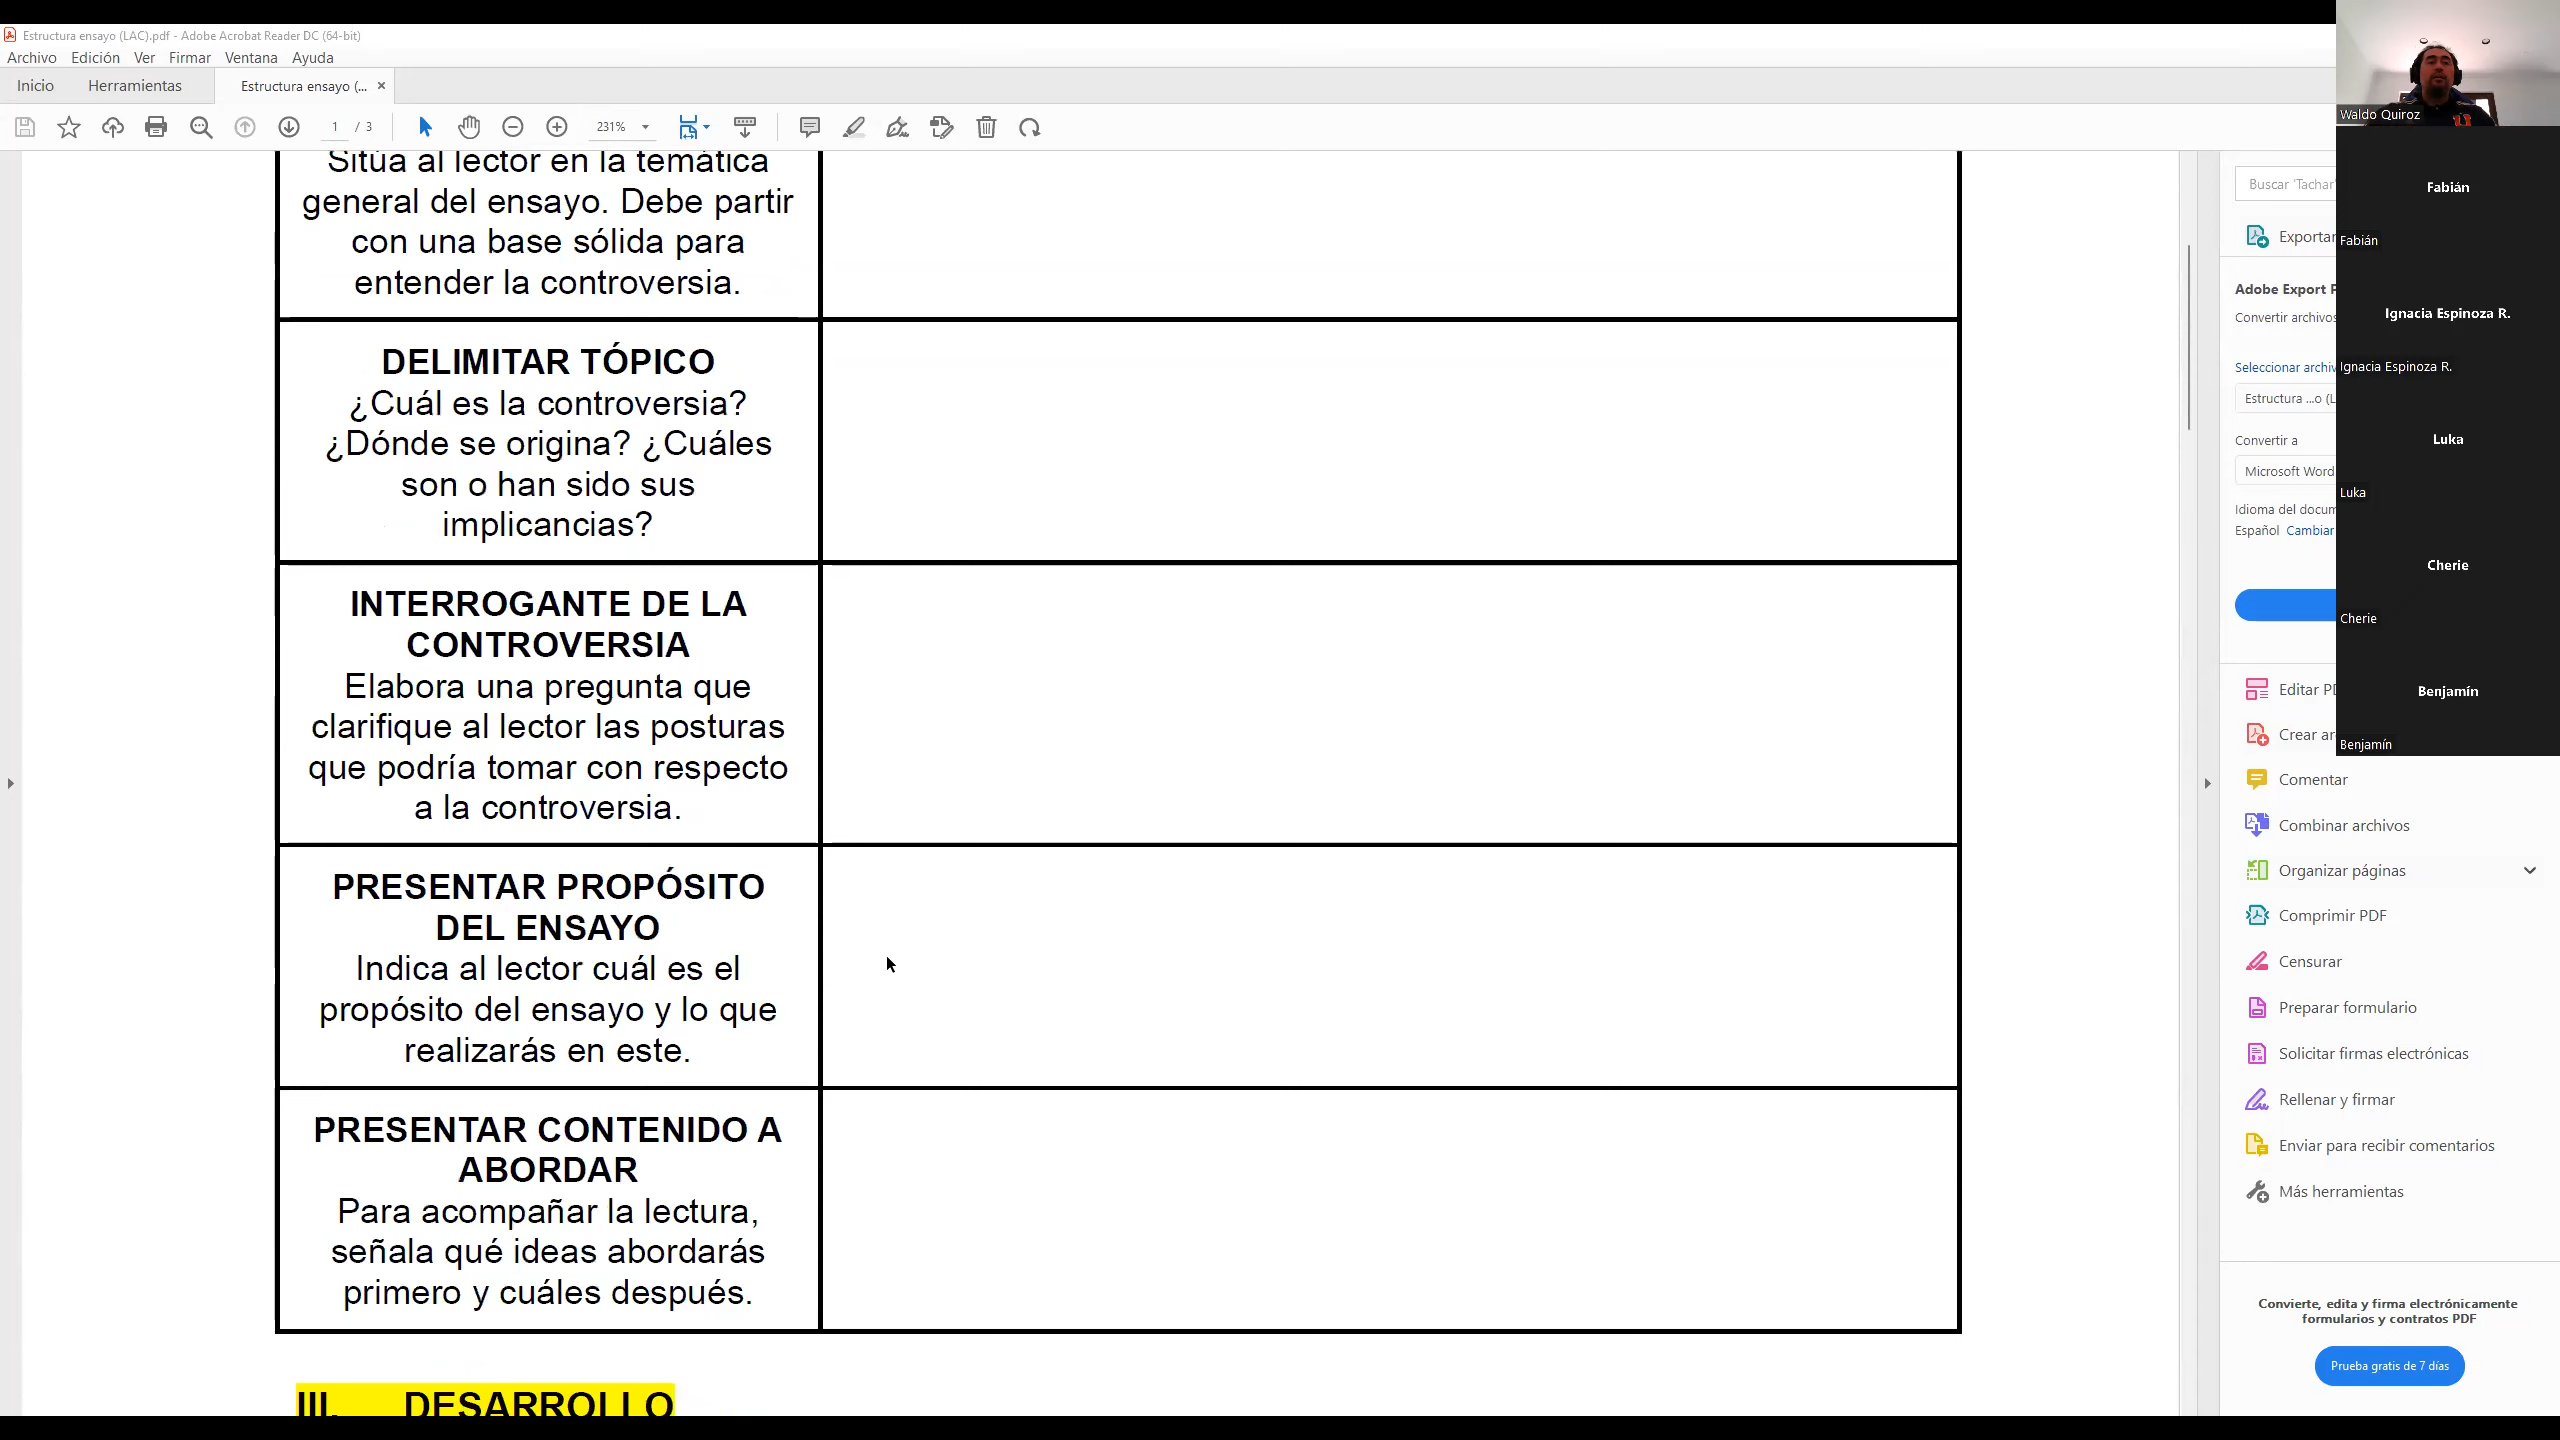 Estructura ensayo (LAC).pdf - Adobe Acrobat Reader DC (64-bit)
Archivo Edición Ver Firmar Ventana Ayuda
Inicio Herramientas Estructura ensayo (...
1 / 3 231%
Sitúa al lector en la temática
general del ensayo. Debe partir
con una base sólida para
entender la controversia.
DELIMITAR TÓPICO
¿Cuál es la controversia?
¿Dónde se origina? ¿Cuáles
son o han sido sus
implicancias?
INTERROGANTE DE LA
CONTROVERSIA
Elabora una pregunta que
clarifique al lector las posturas
que podría tomar con respecto
a la controversia.
PRESENTAR PROPÓSITO
DEL ENSAYO
Indica al lector cuál es el
propósito del ensayo y lo que
realizarás en este.
PRESENTAR CONTENIDO A
ABORDAR
Para acompañar la lectura,
señala qué ideas abordarás
primero y cuáles después.
III. DESARROLLO
Buscar 'Tachar'
Exportar
Adobe Export P
Convertir archivos
Seleccionar archiv
Estructura ...o (L
Convertir a
Microsoft Word
Idioma del docum
Español Cambiar
Editar PD
Crear ar
Comentar
Combinar archivos
Organizar páginas
Comprimir PDF
Censurar
Preparar formulario
Solicitar firmas electrónicas
Rellenar y firmar
Enviar para recibir comentarios
Más herramientas
Convierte, edita y firma electrónicamente
formularios y contratos PDF
Prueba gratis de 7 días
Waldo Quiroz
Fabián
Fabián
Ignacia Espinoza R.
Ignacia Espinoza R.
Luka
Luka
Cherie
Cherie
Benjamín
Benjamín